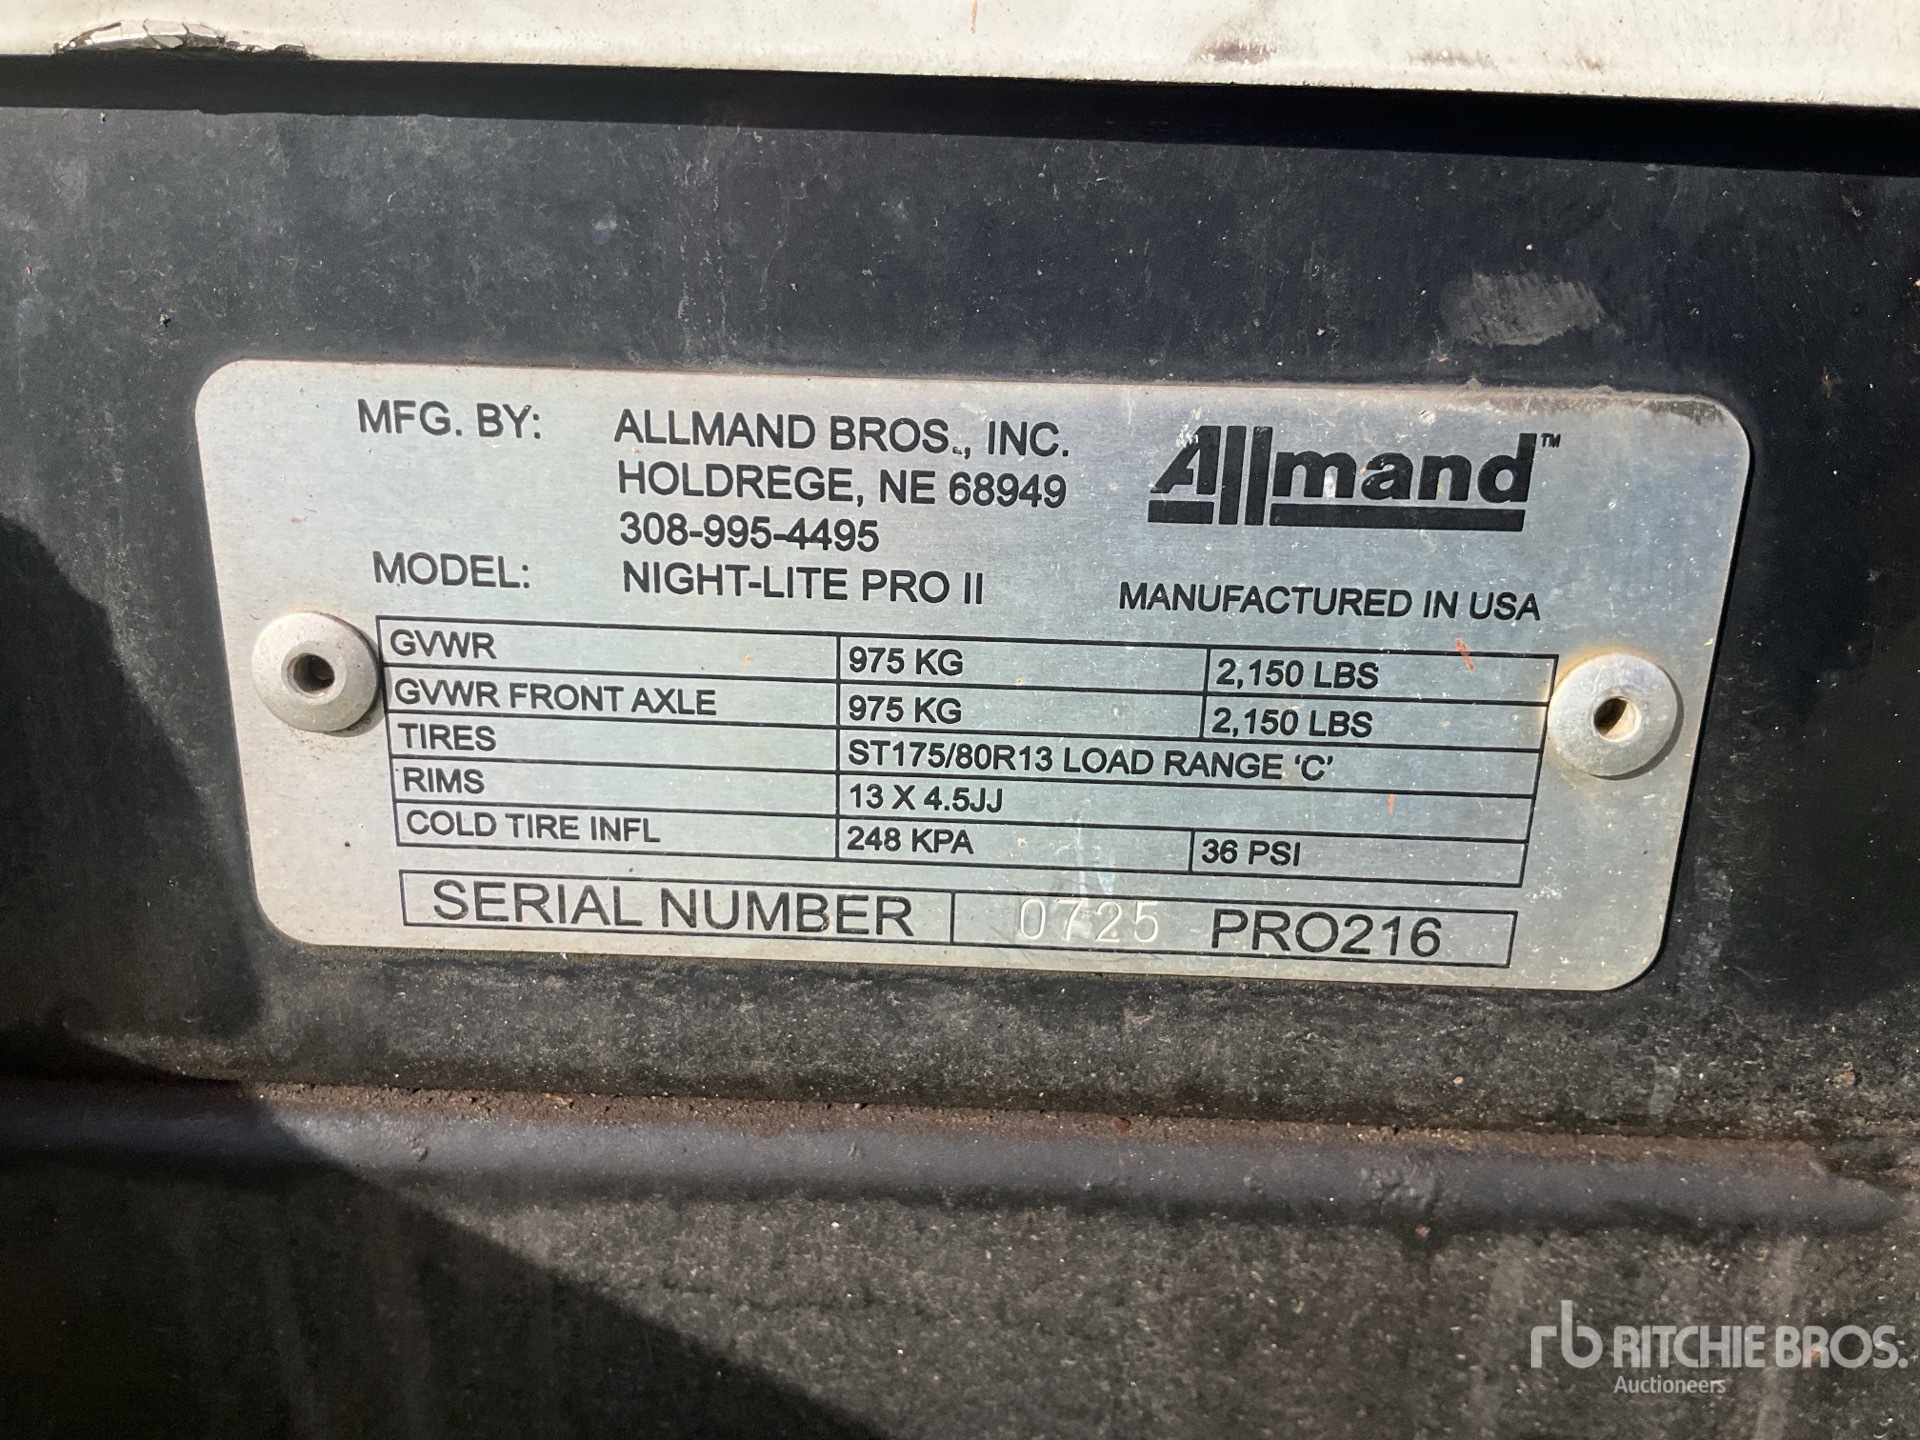 MFG. BY: ALLMAND BROS., INC.
HOLDREGE, NE 68949
308-995-4495
Allmand™
MODEL: NIGHT-LITE PRO II
MANUFACTURED IN USA
GVWR 975 KG 2,150 LBS
GVWR FRONT AXLE 975 KG 2,150 LBS
TIRES ST175/80R13 LOAD RANGE 'C'
RIMS 13 X 4.5JJ
COLD TIRE INFL 248 KPA 36 PSI
SERIAL NUMBER 0725 PRO216
rb RITCHIE BROS.
Auctioneers